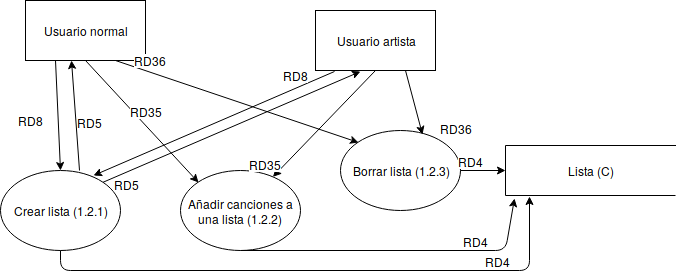 Usuario normal
Usuario artista
RD36
RD8
RD35
RD8
RD5
RD36
RD35
RD4
RD5
Borrar lista (1.2.3)
Lista (C)
Crear lista (1.2.1)
Añadir canciones a
una lista (1.2.2)
RD4
RD4